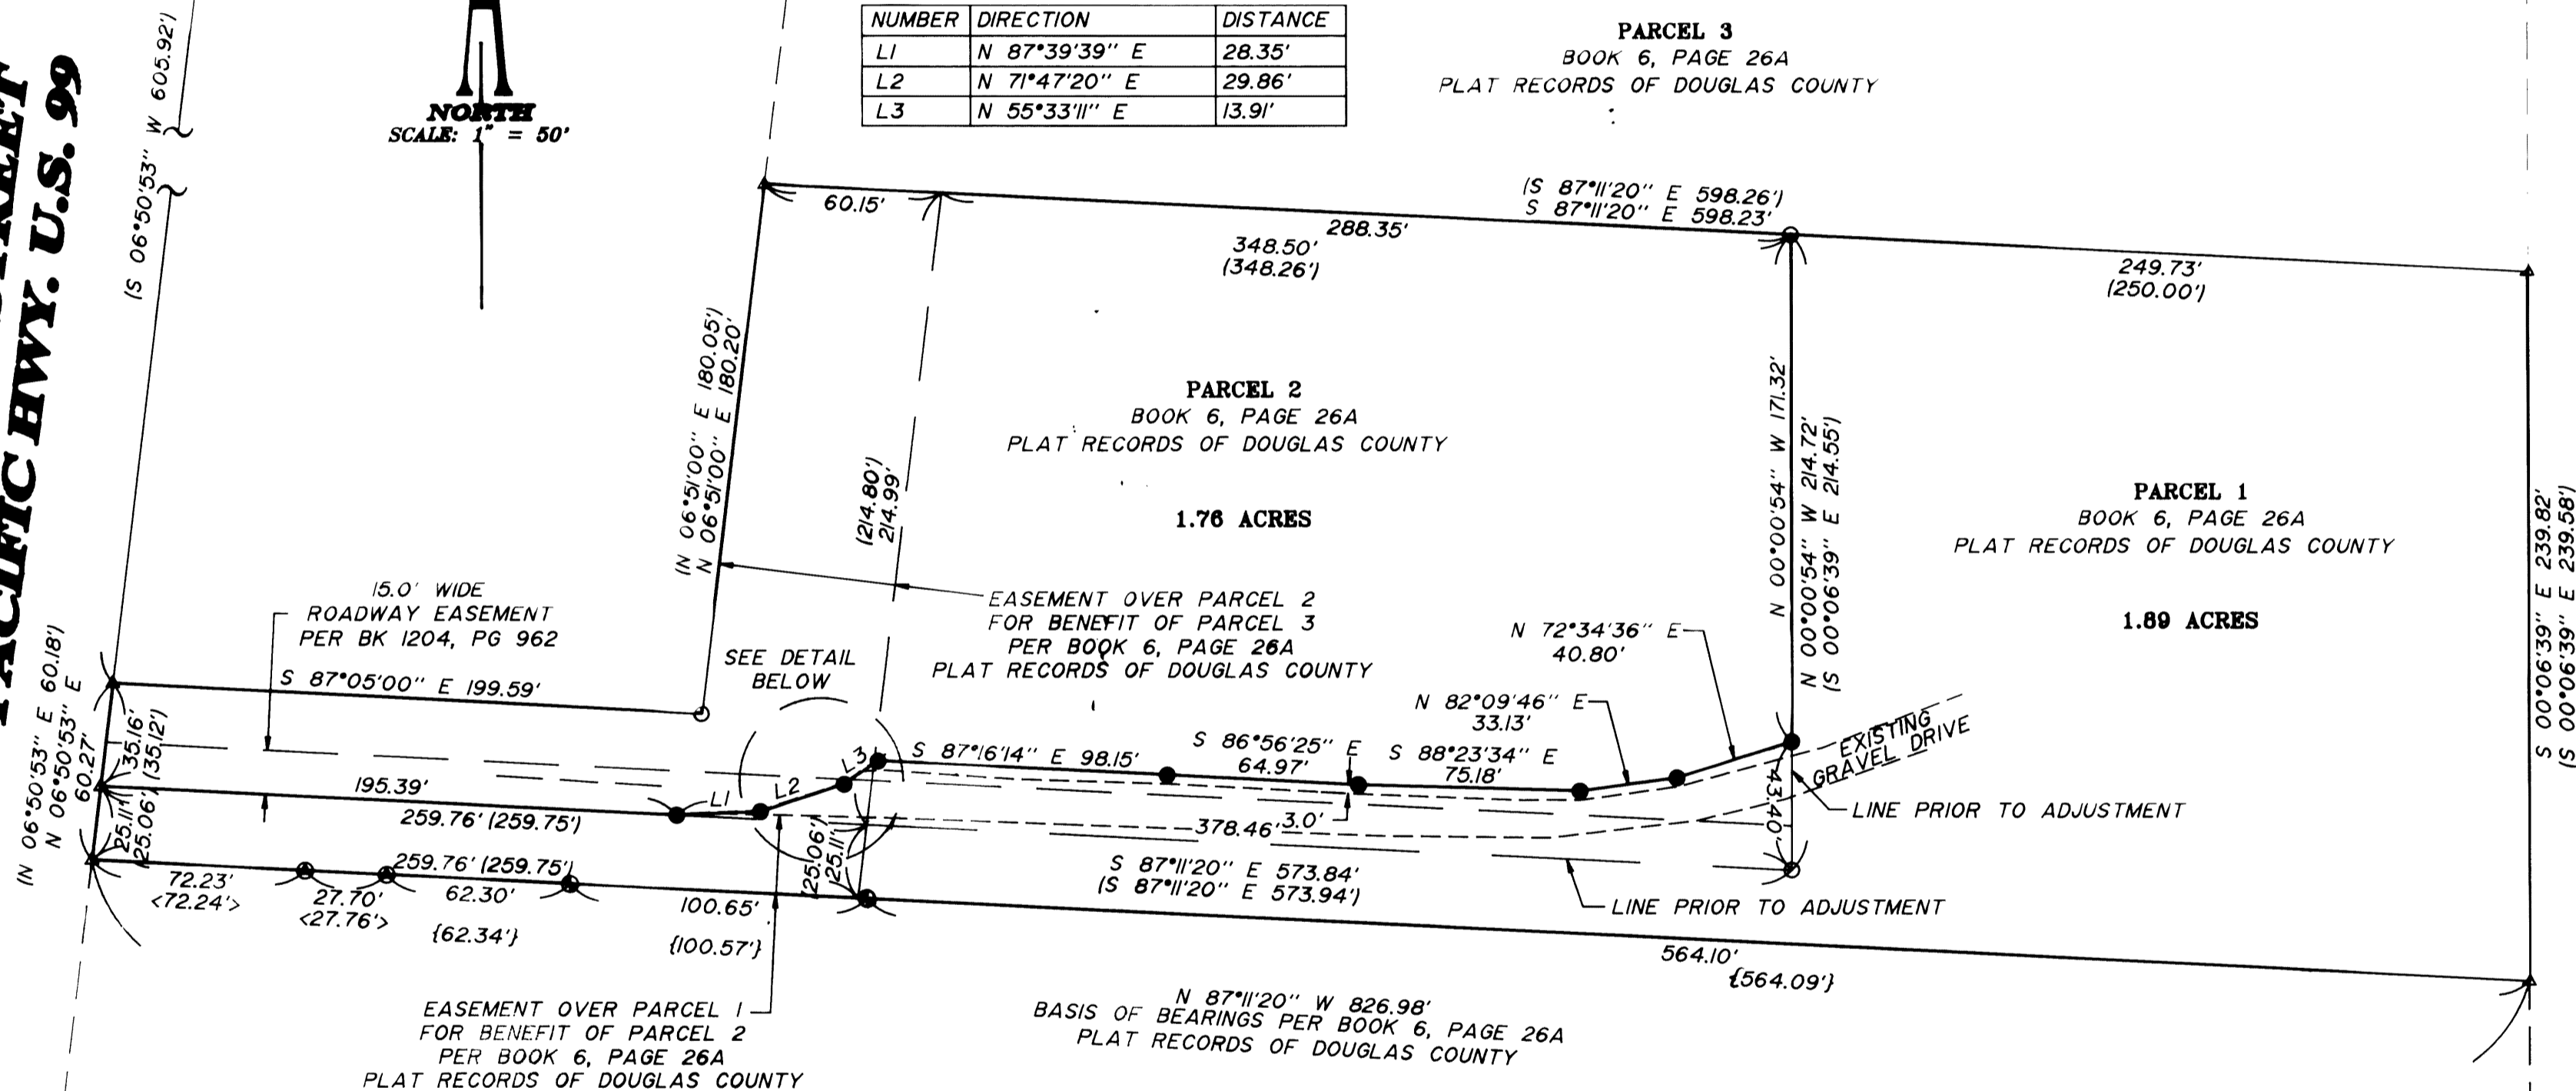 PACIFIC HWY. U.S. 99
(S 06°50'53" W 605.92')
NORTH
SCALE: 1" = 50'
NUMBER DIRECTION DISTANCE
L1 N 87°39'39" E 28.35'
L2 N 71°47'20" E 29.86'
L3 N 55°33'11" E 13.91'
PARCEL 3
BOOK 6, PAGE 26A
PLAT RECORDS OF DOUGLAS COUNTY
60.15'
(S 87°11'20" E 598.26')
S 87°11'20" E 598.23'
288.35'
348.50'
(348.26')
249.73'
(250.00')
(N 06°51'00" E 180.05')
N 06°51'00" E 180.20'
(214.80')
214.99'
PARCEL 2
BOOK 6, PAGE 26A
PLAT RECORDS OF DOUGLAS COUNTY
1.76 ACRES
N 00°00'54" W 171.32'
N 00°00'54" W 214.72'
(S 00°06'39" E 214.55')
PARCEL 1
BOOK 6, PAGE 26A
PLAT RECORDS OF DOUGLAS COUNTY
1.89 ACRES
S 00°06'39" E 239.82'
(S 00°06'39" E 239.58')
15.0' WIDE
ROADWAY EASEMENT
PER BK 1204, PG 962
S 87°05'00" E 199.59'
SEE DETAIL
BELOW
EASEMENT OVER PARCEL 2
FOR BENEFIT OF PARCEL 3
PER BOOK 6, PAGE 26A
PLAT RECORDS OF DOUGLAS COUNTY
N 72°34'36" E
40.80'
N 82°09'46" E
33.13'
(N 06°50'53" E 60.18')
N 06°50'53" E
60.27'
35.16'
(35.12')
25.11'
(25.06')
195.39'
L1
L2
L3
S 87°16'14" E 98.15'
S 86°56'25" E
64.97'
S 88°23'34" E
75.18'
EXISTING
GRAVEL DRIVE
43.40'
LINE PRIOR TO ADJUSTMENT
259.76' (259.75')
378.46'
3.0'
259.76' (259.75')
(25.06')
25.11'
S 87°11'20" E 573.84'
(S 87°11'20" E 573.94')
72.23'
<72.24'>
27.70'
<27.76'>
62.30'
{62.34'}
100.65'
{100.57'}
LINE PRIOR TO ADJUSTMENT
564.10'
{564.09'}
EASEMENT OVER PARCEL 1
FOR BENEFIT OF PARCEL 2
PER BOOK 6, PAGE 26A
PLAT RECORDS OF DOUGLAS COUNTY
N 87°11'20" W 826.98'
BASIS OF BEARINGS PER BOOK 6, PAGE 26A
PLAT RECORDS OF DOUGLAS COUNTY